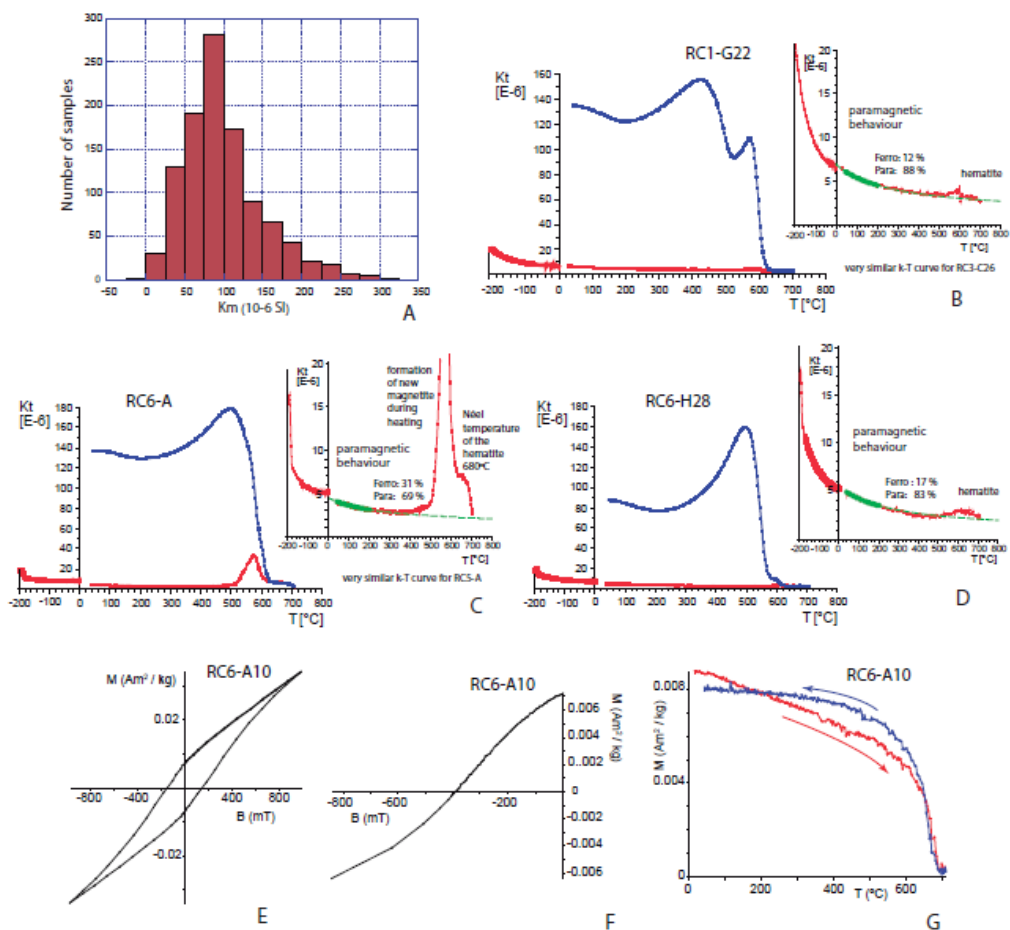 300
250
200
150
100
50
0
Number of samples
-50 0 50 100 150 200 250 300 350
Km (10-6 SI)
A
RC1-G22
Kt
[E-6]
160
140
120
100
80
60
40
20
-200 -100 0 100 200 300 400 500 600 700 800
T [°C]
B
20
[E-6]
15
10
5
paramagnetic
behaviour
Ferro: 12 %
Para: 88 %
hematite
-200 -100 0 100 200 300 400 500 600 700 800
T [°C]
very similar k-T curve for RC3-C26
RC6-A
Kt
[E-6]
180
160
140
120
100
80
60
40
20
-200 -100 0 100 200 300 400 500 600 700 800
T [°C]
C
Kt
[E-6]
20
15
10
5
formation
of new
magnetite
during
heating
Néel
temperature
of the
hematite
680°C
paramagnetic
behaviour
Ferro: 31 %
Para: 69 %
-200 -100 0 100 200 300 400 500 600 700 800
T [°C]
very similar k-T curve for RC5-A
RC6-H28
Kt
[E-6]
180
160
140
120
100
80
60
40
20
-200 -100 0 100 200 300 400 500 600 700 800
T [°C]
D
Kt
[E-6]
20
15
10
5
paramagnetic
behaviour
Ferro : 17 %
Para : 83 %
hematite
-200 -100 0 100 200 300 400 500 600 700 800
T [°C]
RC6-A10
M (Am² / kg)
0.02
-800 -400 0 400 800
B (mT)
-0.02
E
RC6-A10
M (Am² / kg)
0.006
0.004
0..002
0
-0.002
-0.004
-0.006
-800 -600 -200
B (mT)
F
RC6-A10
M (Am² / kg)
0.008
0.004
0 200 400 600
T (°C)
G